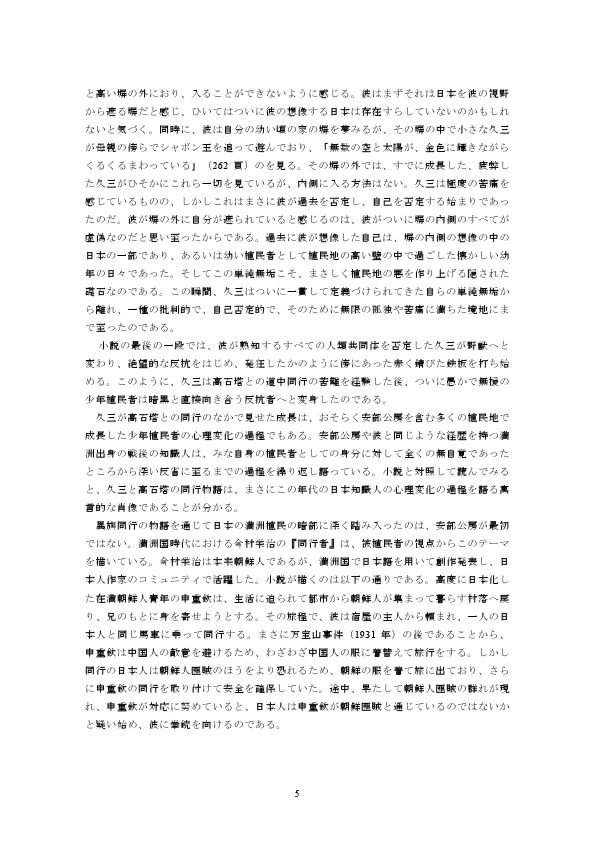 と高い塀の外におり、入ることができないように感じる。彼はまずそれは日本を彼の視野
から遮る塀だと感じ、ひいてはついに彼の想像する日本は存在すらしていないのかもしれ
ないと気づく。同時に、彼は自分の幼い頃の家の塀を夢みるが、その塀の中で小さな久三
が母親の傍らでシャボン玉を追って遊んでおり、「無数の空と太陽が、金色に輝きながら
くるくるまわっている」（262 頁）のを見る。その塀の外では、すでに成長した、疲弊し
た久三がひそかにこれら一切を見ているが、内側に入る方法はない。久三は極度の苦痛を
感じているものの、しかしこれはまさに彼が過去を否定し、自己を否定する始まりであっ
たのだ。彼が塀の外に自分が遮られていると感じるのは、彼がついに塀の内側のすべてが
虚偽なのだと思い至ったからである。過去に彼が想像した自己は、塀の内側の想像の中の
日本の一部であり、あるいは幼い植民者として植民地の高い壁の中で過ごした懐かしい幼
年の日々であった。そしてこの単純無垢こそ、まさしく植民地の悪を作り上げる隠された
礎石なのである。この瞬間、久三はついに一貫して定義づけられてきた自らの単純無垢か
ら離れ、一種の批判的で、自己否定的で、そのために無限の孤独や苦痛に満ちた境地にま
で至ったのである。
小説の最後の一段では、彼が熟知するすべての人類共同体を否定した久三が野獣へと
変わり、絶望的な反抗をはじめ、発狂したかのように傍にあった赤く錆びた鉄板を打ち始
める。このように、久三は高石塔との道中同行の苦難を経験した後、ついに愚かで無援の
少年植民者は暗黒と直接向き合う反抗者へと変身したのである。
久三が高石塔との同行のなかで見せた成長は、おそらく安部公房を含む多くの植民地で
成長した少年植民者の心理変化の過程でもある。安部公房や彼と同じような経歴を持つ満
洲出身の戦後の知識人は、みな自身の植民者としての身分に対して全くの無自覚であった
ところから深い反省に至るまでの過程を繰り返し語っている。小説と対照して読んでみる
と、久三と高石塔の同行物語は、まさにこの年代の日本知識人の心理変化の過程を語る寓
言的な肖像であることが分かる。
異族同行の物語を通じて日本の満洲植民の暗部に深く踏み入ったのは、安部公房が最初
ではない。満洲国時代における今村栄治の『同行者』は、被植民者の視点からこのテーマ
を描いている。今村栄治は本来朝鮮人であるが、満洲国で日本語を用いて創作発表し、日
本人作家のコミュニティで活躍した。小説が描くのは以下の通りである。高度に日本化し
た在満朝鮮人青年の申重欽は、生活に迫られて都市から朝鮮人が集まって暮らす村落へ戻
り、兄のもとに身を寄せようとする。その旅程で、彼は宿屋の主人から頼まれ、一人の日
本人と同じ馬車に乗って同行する。まさに万宝山事件（1931 年）の後であることから、
申重欽は中国人の敵意を避けるため、わざわざ中国人の服に着替えて旅行をする。しかし
同行の日本人は朝鮮人匪賊のほうをより恐れるため、朝鮮の服を着て旅に出ており、さら
に申重欽の同行を取り付けて安全を確保していた。途中、果たして朝鮮人匪賊の群れが現
れ、申重欽が対応に努めていると、日本人は申重欽が朝鮮匪賊と通じているのではないか
と疑い始め、彼に拳銃を向けるのである。
5